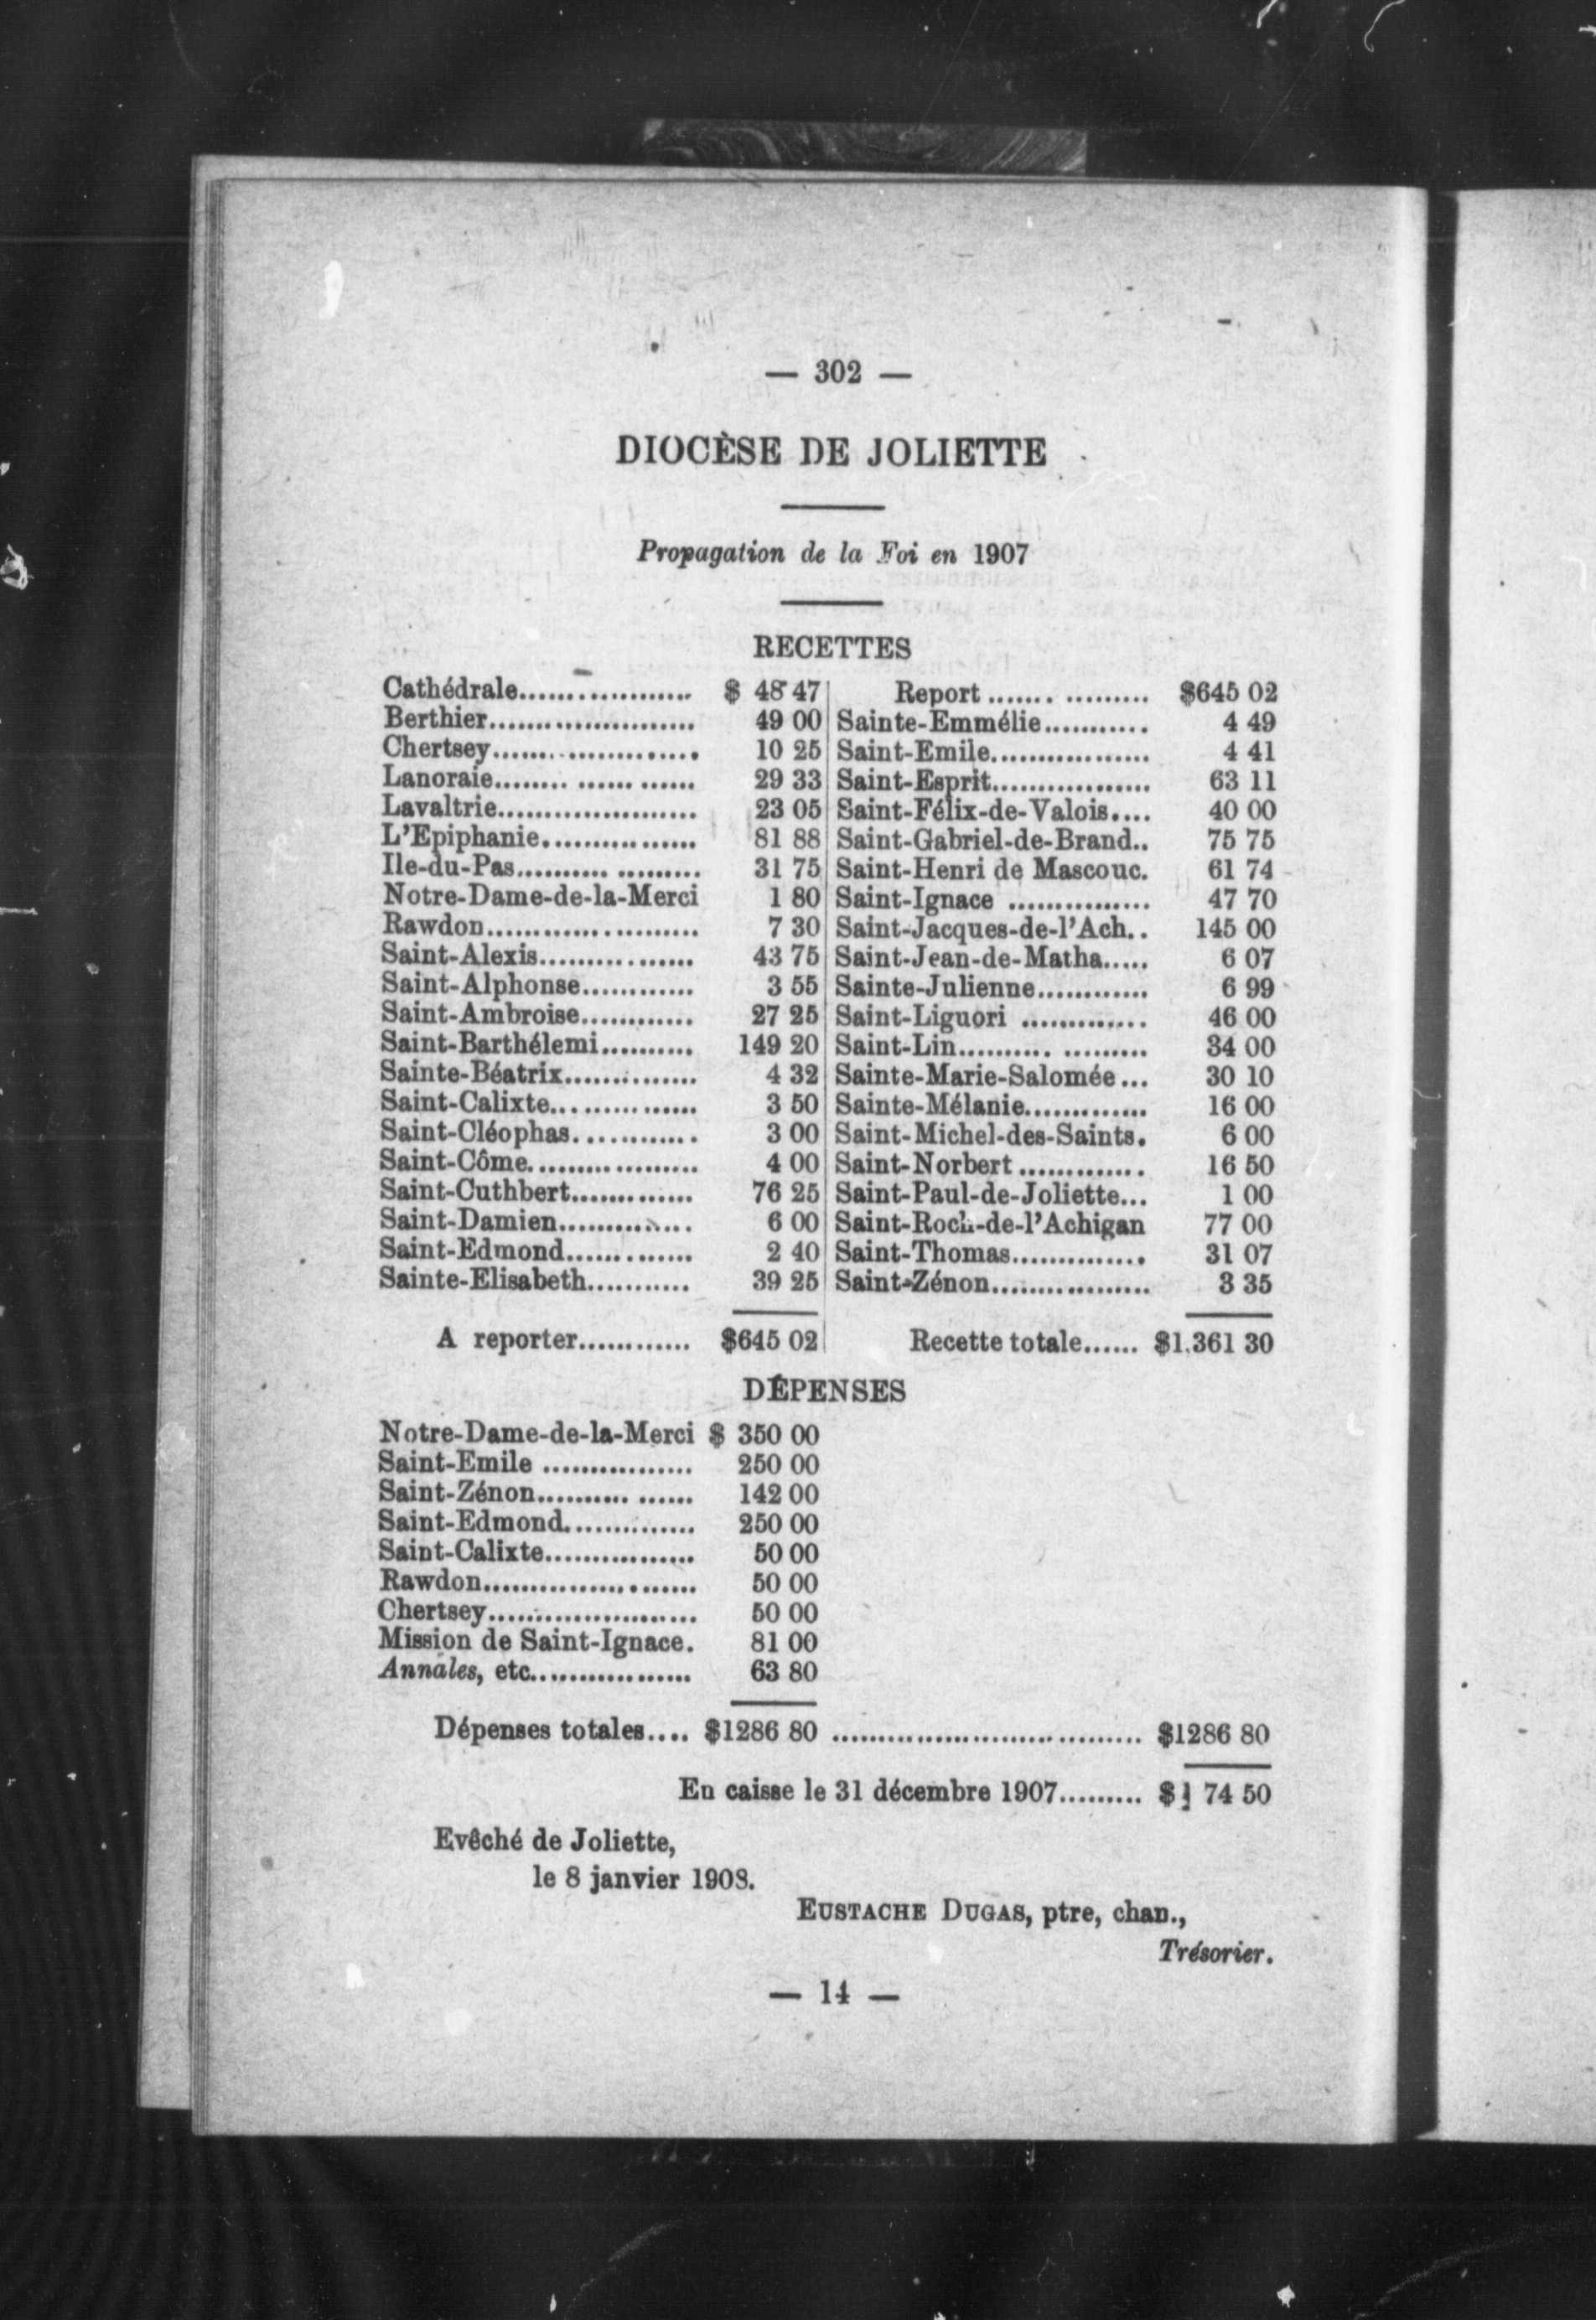 — 302 —
DIOCÈSE DE JOLIETTE
Propagation de la Foi en 1907
RECETTES
Cathédrale.................. $ 48 47
Berthier...................... 49 00
Chertsey...................... 10 25
Lanoraie........ ...... ...... 29 33
Lavaltrie..................... 23 05
L'Epiphanie................ 81 88
Ile-du-Pas.......... ......... 31 75
Notre-Dame-de-la-Merci 1 80
Rawdon....................... 7 30
Saint-Alexis................ 43 75
Saint-Alphonse............ 3 55
Saint-Ambroise............ 27 25
Saint-Barthélemi.......... 149 20
Sainte-Béatrix.............. 4 32
Saint-Calixte................ 3 50
Saint-Cléophas............. 3 00
Saint-Côme.................. 4 00
Saint-Cuthbert............. 76 25
Saint-Damien.............. 6 00
Saint-Edmond............. 2 40
Sainte-Elisabeth........... 39 25
A reporter............ $645 02
Report ....... ......... $645 02
Sainte-Emmélie........... 4 49
Saint-Emile................. 4 41
Saint-Esprit................. 63 11
Saint-Félix-de-Valois.... 40 00
Saint-Gabriel-de-Brand.. 75 75
Saint-Henri de Mascouc. 61 74
Saint-Ignace ............... 47 70
Saint-Jacques-de-l'Ach.. 145 00
Saint-Jean-de-Matha..... 6 07
Sainte-Julienne............ 6 99
Saint-Liguori ............. 46 00
Saint-Lin.......... ......... 34 00
Sainte-Marie-Salomée... 30 10
Sainte-Mélanie............. 16 00
Saint-Michel-des-Saints. 6 00
Saint-Norbert ............. 16 50
Saint-Paul-de-Joliette... 1 00
Saint-Roch-de-l'Achigan 77 00
Saint-Thomas.............. 31 07
Saint-Zénon................. 3 35
Recette totale...... $1.361 30
DÉPENSES
Notre-Dame-de-la-Merci $ 350 00
Saint-Emile ................ 250 00
Saint-Zénon.......... ...... 142 00
Saint-Edmond.............. 250 00
Saint-Calixte................ 50 00
Rawdon....................... 50 00
Chertsey...................... 50 00
Mission de Saint-Ignace. 81 00
Annales, etc................. 63 80
Dépenses totales.... $1286 80 ................................. $1286 80
En caisse le 31 décembre 1907......... $ 74 50
Evêché de Joliette,
le 8 janvier 1908.
EUSTACHE DUGAS, ptre, chan.,
Trésorier.
— 14 —